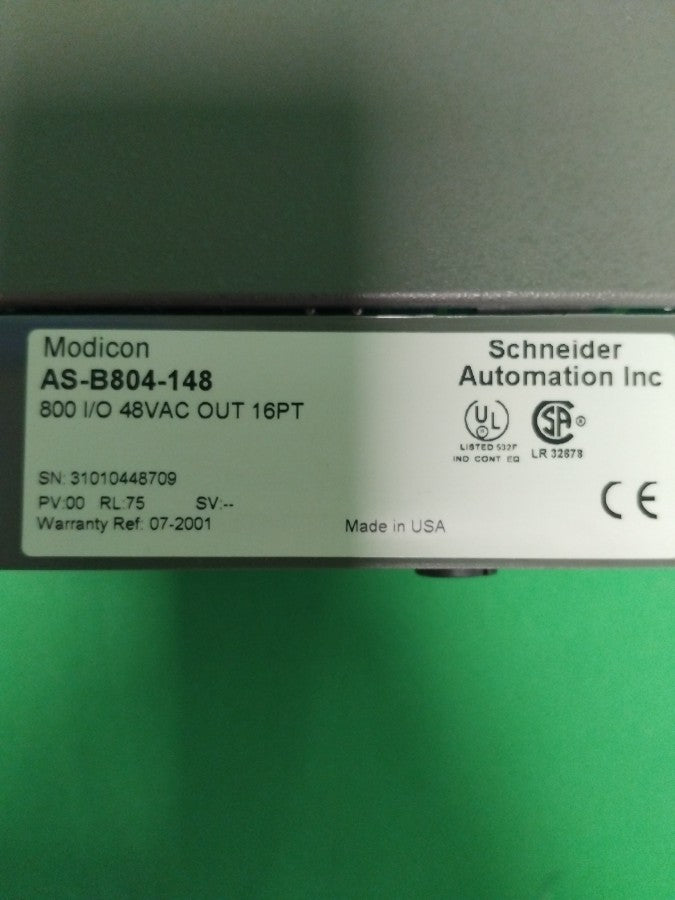 Modicon
AS-B804-148
800 I/O 48VAC OUT 16PT
SN: 31010448709
PV:00 RL:75 SV:--
Warranty Ref: 07-2001
Made in USA
Schneider
Automation Inc
UL
LISTED 532F
IND CONT EQ
SA ®
LR 32678
CE